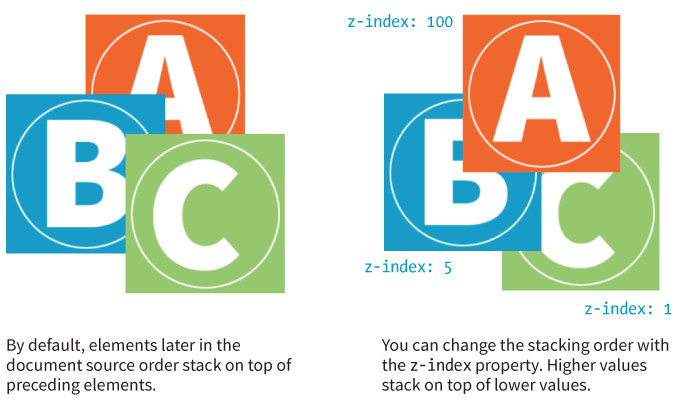 A
B
C
By default, elements later in the
document source order stack on top of
preceding elements.
z-index: 100
A
B
C
z-index: 5
z-index: 1
You can change the stacking order with
the z-index property. Higher values
stack on top of lower values.